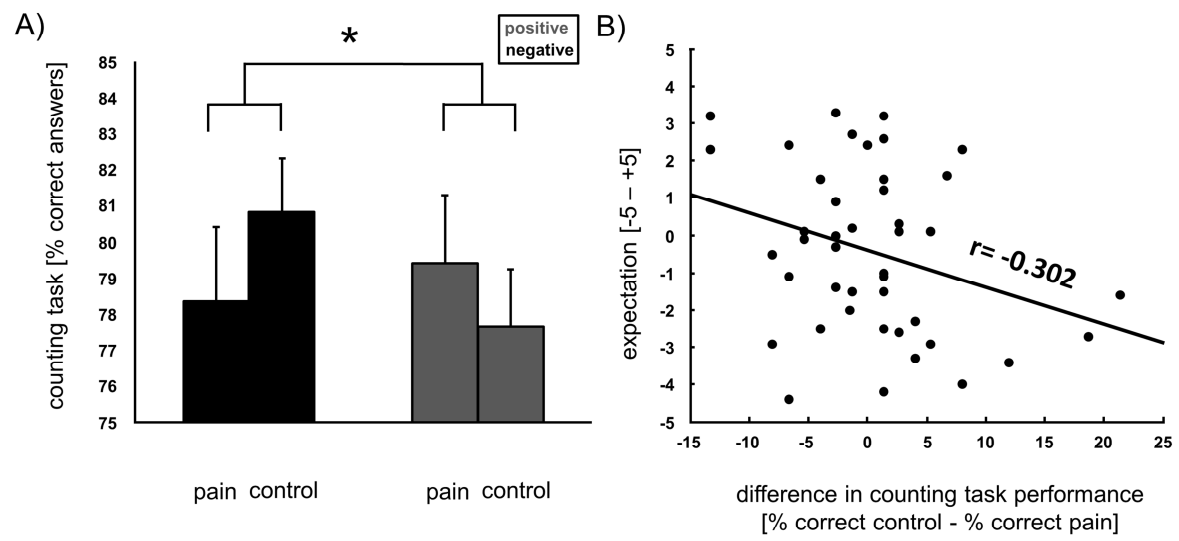 A)
positive
negative
*
counting task [% correct answers]
85
84
83
82
81
80
79
78
77
76
75
pain control
pain control
B)
expectation [-5 – +5]
5
4
3
2
1
0
-1
-2
-3
-4
-5
r= -0.302
-15 -10 -5 0 5 10 15 20 25
difference in counting task performance
[% correct control - % correct pain]